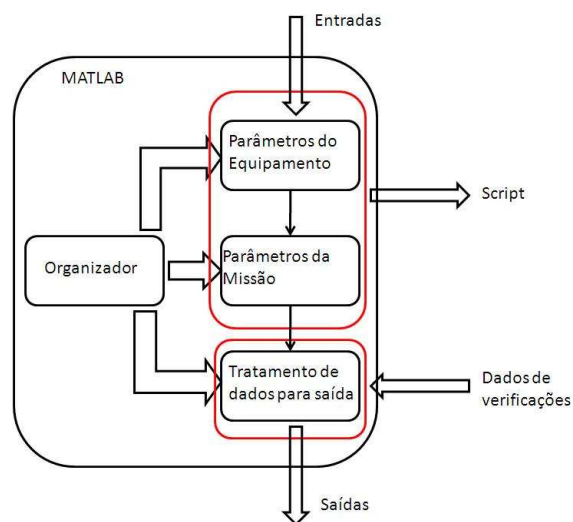 Entradas
MATLAB
Parâmetros do
Equipamento
Script
Organizador
Parâmetros da
Missão
Tratamento de
dados para saída
Dados de
verificações
Saídas